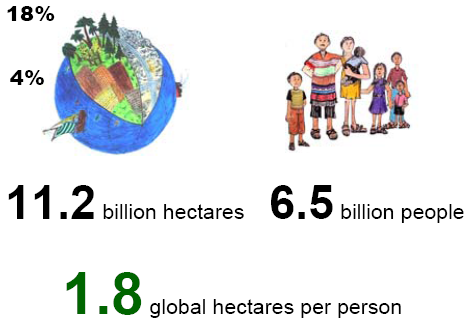 18%
4%
11.2 billion hectares 6.5 billion people
1.8 global hectares per person